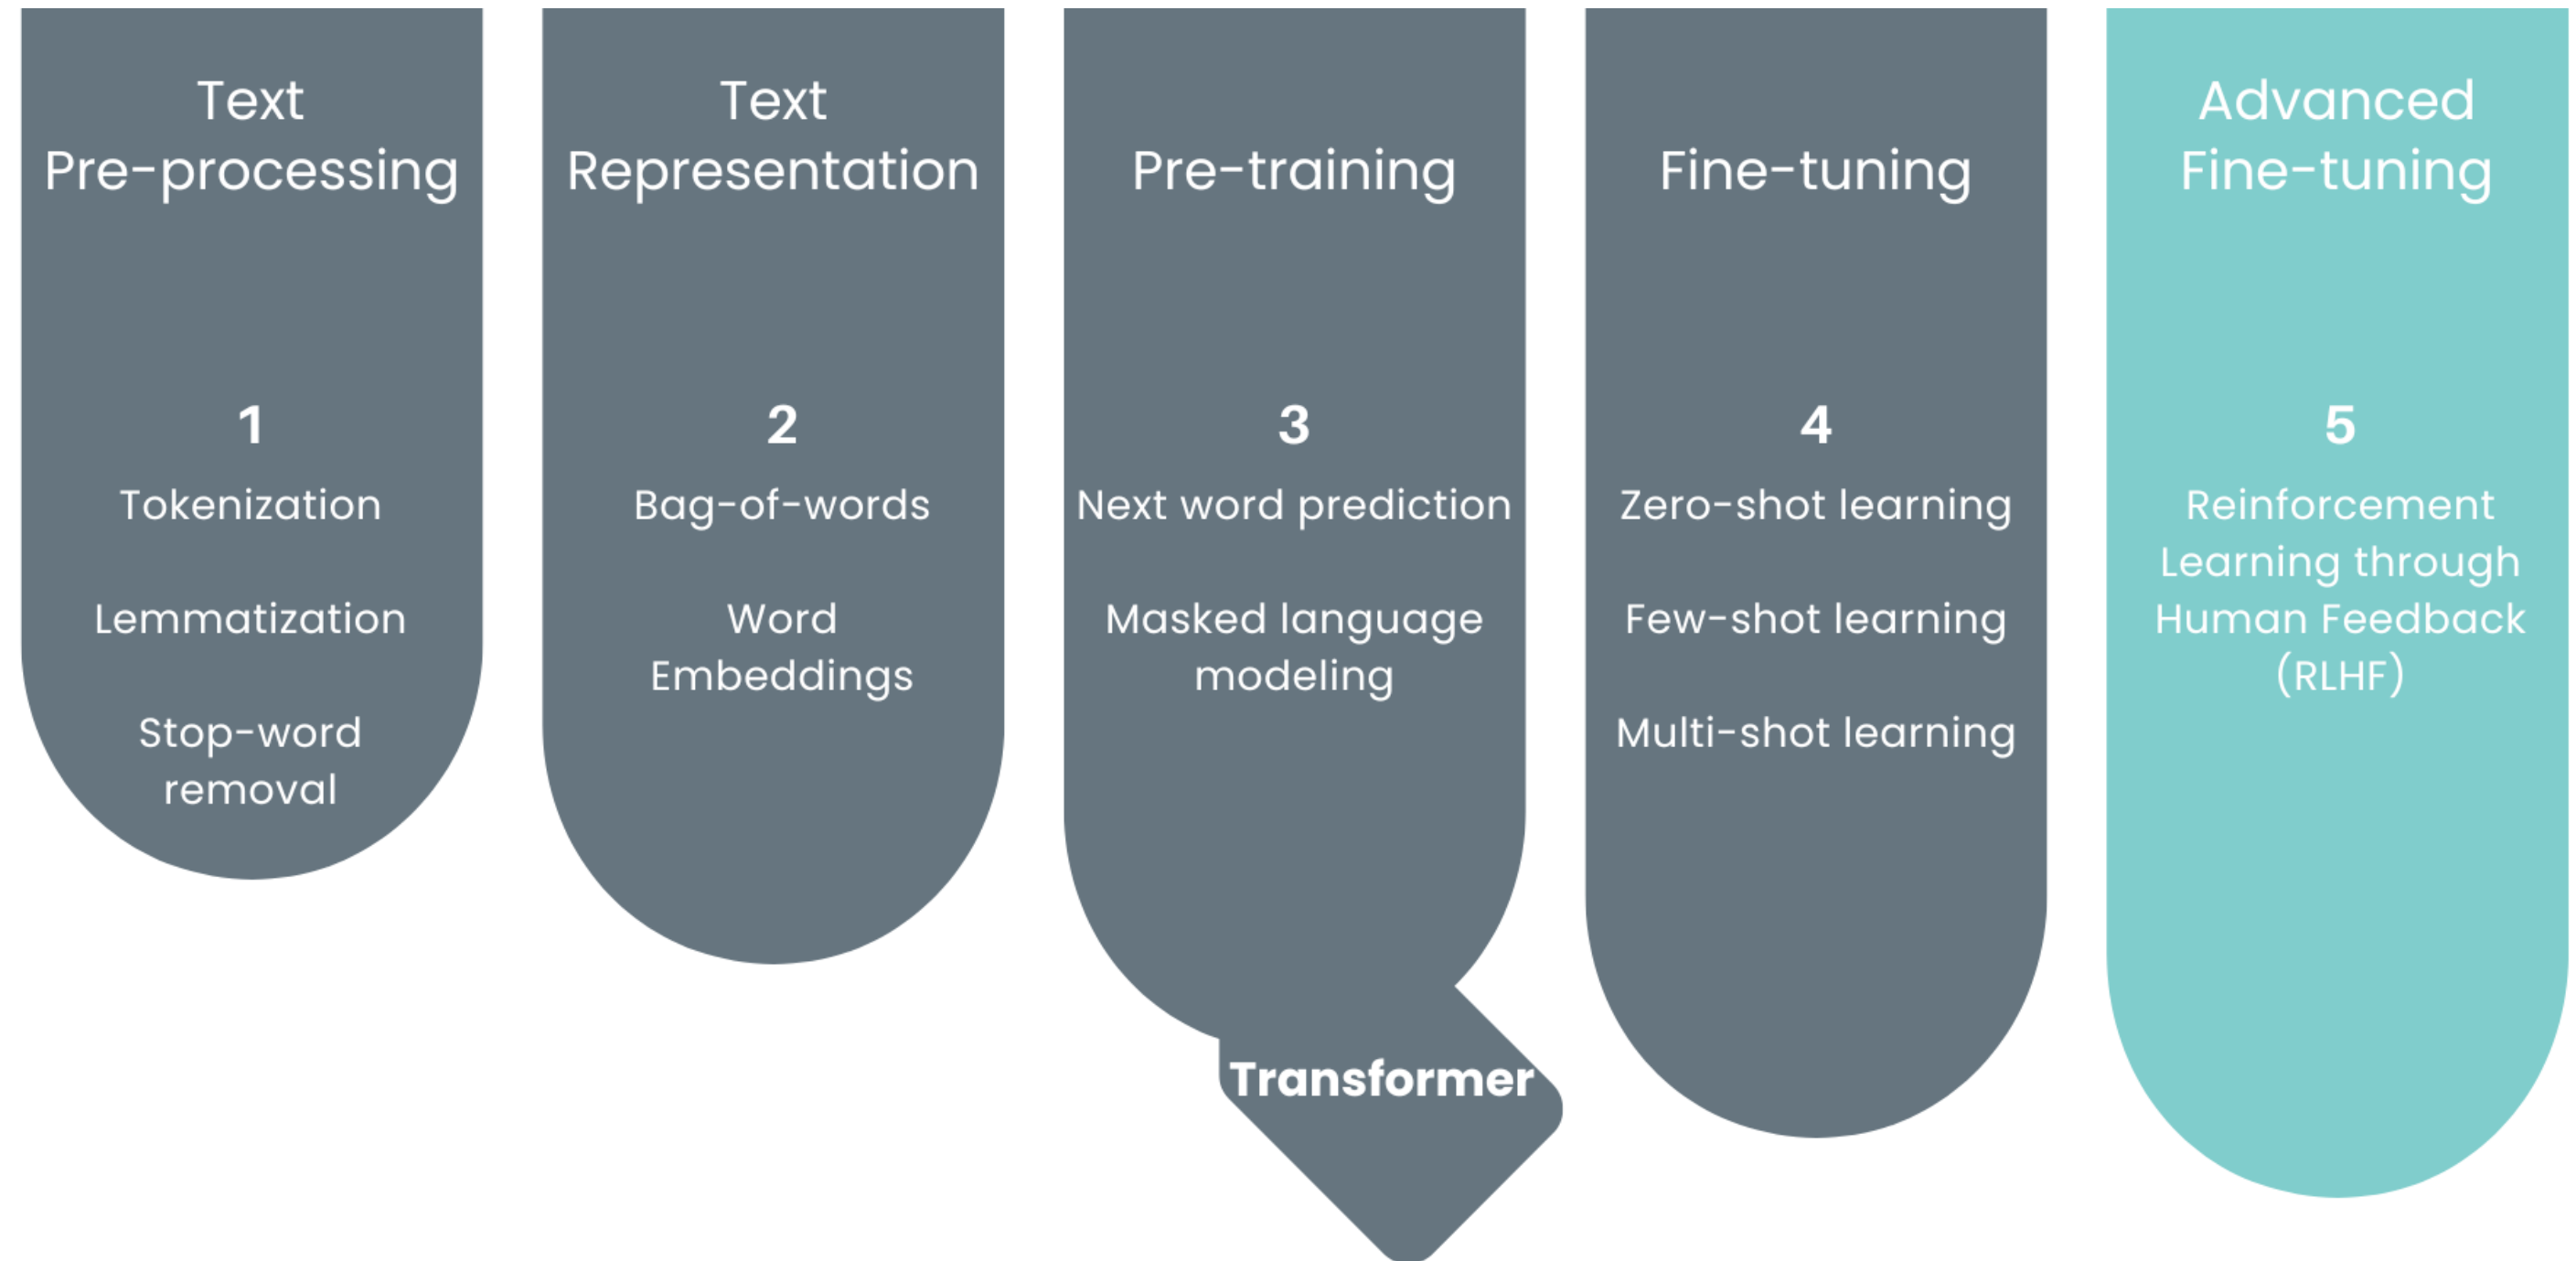 Text
Pre-processing
1
Tokenization
Lemmatization
Stop-word
removal
Text
Representation
2
Bag-of-words
Word
Embeddings
Pre-training
3
Next word prediction
Masked language
modeling
Transformer
Fine-tuning
4
Zero-shot learning
Few-shot learning
Multi-shot learning
Advanced
Fine-tuning
5
Reinforcement
Learning through
Human Feedback
(RLHF)